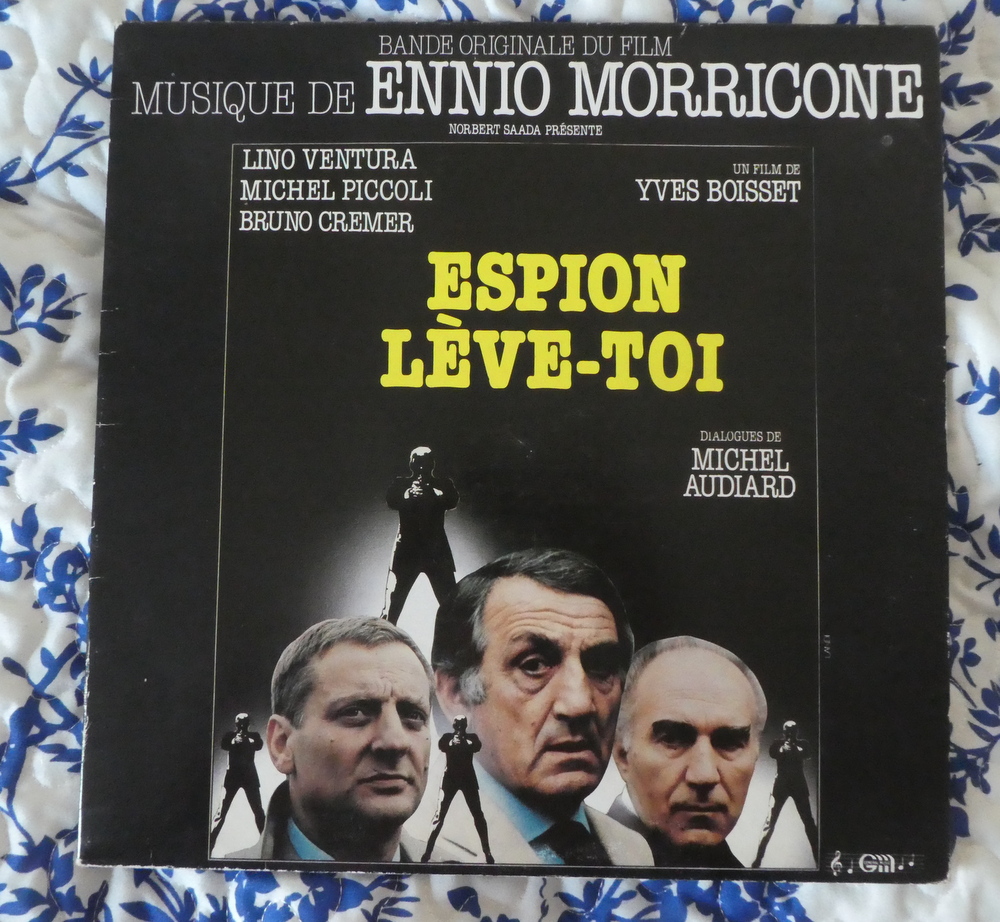 BANDE ORIGINALE DU FILM
MUSIQUE DE ENNIO MORRICONE
NORBERT SAADA PRÉSENTE
LINO VENTURA
MICHEL PICCOLI
BRUNO CREMER
UN FILM DE
YVES BOISSET
ESPION
LÈVE-TOI
DiALOGUES DE
MICHEL
AUDIARD
Gm